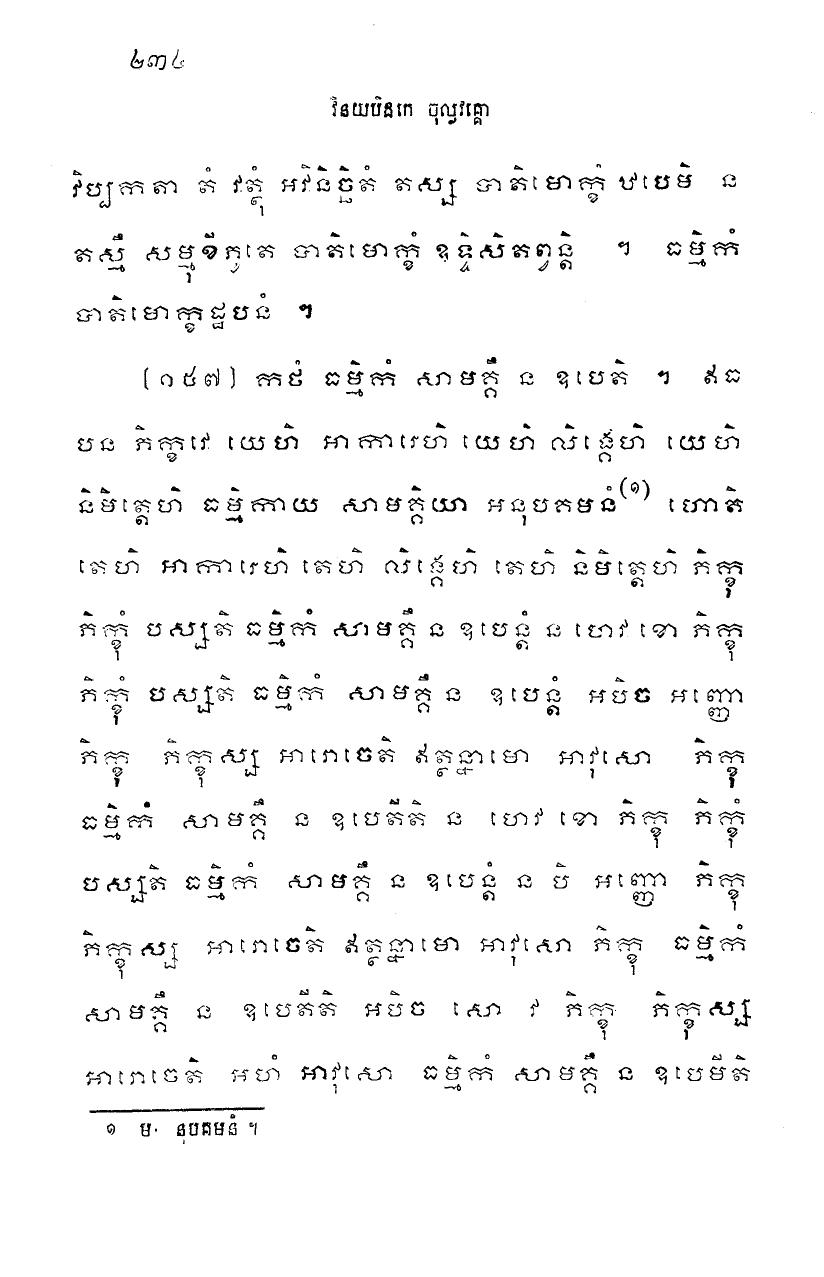 ២៣៤
វិនយបិដកេ ចុល្លវគ្គោ
វិប្បកតា តំ វត្ថុំ អវិនិច្ឆិតំ តស្ស បាតិមោក្ខំ ឋបេមិ ន
តស្មឹ សម្មុខីភូតេ បាតិមោក្ខំ ឧទ្ទិសិតព្វន្តិ ។ ធម្មិកំ
បាតិមោក្ខដ្ឋបនំ ។
(១៥៧) កថំ ធម្មិកំ សាមគ្គឹ ន ឧបេតិ ។ ឥធ
បន ភិក្ខវេ យេហិ អាការេហិ យេហិ លិង្គេហិ យេហិ
និមិត្តេហិ ធម្មិកាយ សាមគ្គិយា អនុបគមនំ(១) ហោតិ
តេហិ អាការេហិ តេហិ លិង្គេហិ តេហិ និមិត្តេហិ ភិក្ខុ
ភិក្ខុំ បស្សតិ ធម្មិកំ សាមគ្គឹ ន ឧបេន្តំ ន ហេវ ខោ ភិក្ខុ
ភិក្ខុំ បស្សតិ ធម្មិកំ សាមគ្គឹ ន ឧបេន្តំ អបិច អញ្ញោ
ភិក្ខុ ភិក្ខុស្ស អារោចេតិ ឥត្ថន្នាមោ អាវុសោ ភិក្ខុ
ធម្មិកំ សាមគ្គឹ ន ឧបេតីតិ ន ហេវ ខោ ភិក្ខុ ភិក្ខុំ
បស្សតិ ធម្មិកំ សាមគ្គឹ ន ឧបេន្តំ ន បិ អញ្ញោ ភិក្ខុ
ភិក្ខុស្ស អារោចេតិ ឥត្ថន្នាមោ អាវុសោ ភិក្ខុ ធម្មិកំ
សាមគ្គឹ ន ឧបេតីតិ អបិច សោ វ ភិក្ខុ ភិក្ខុស្ស
អារោចេតិ អហំ អាវុសោ ធម្មិកំ សាមគ្គឹ ន ឧបេមីតិ
១ ម. នុបគមនំ ។